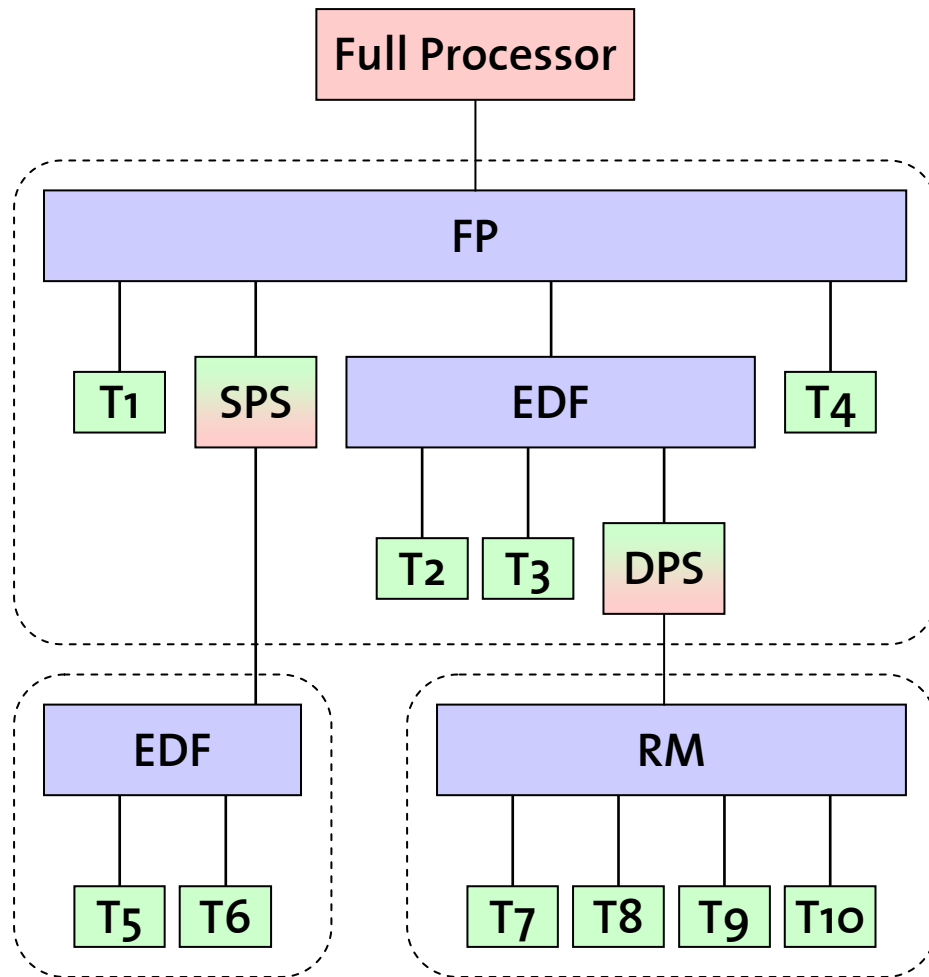 Full Processor
FP
T1
SPS
EDF
T4
T2
T3
DPS
EDF
RM
T5
T6
T7
T8
T9
T10